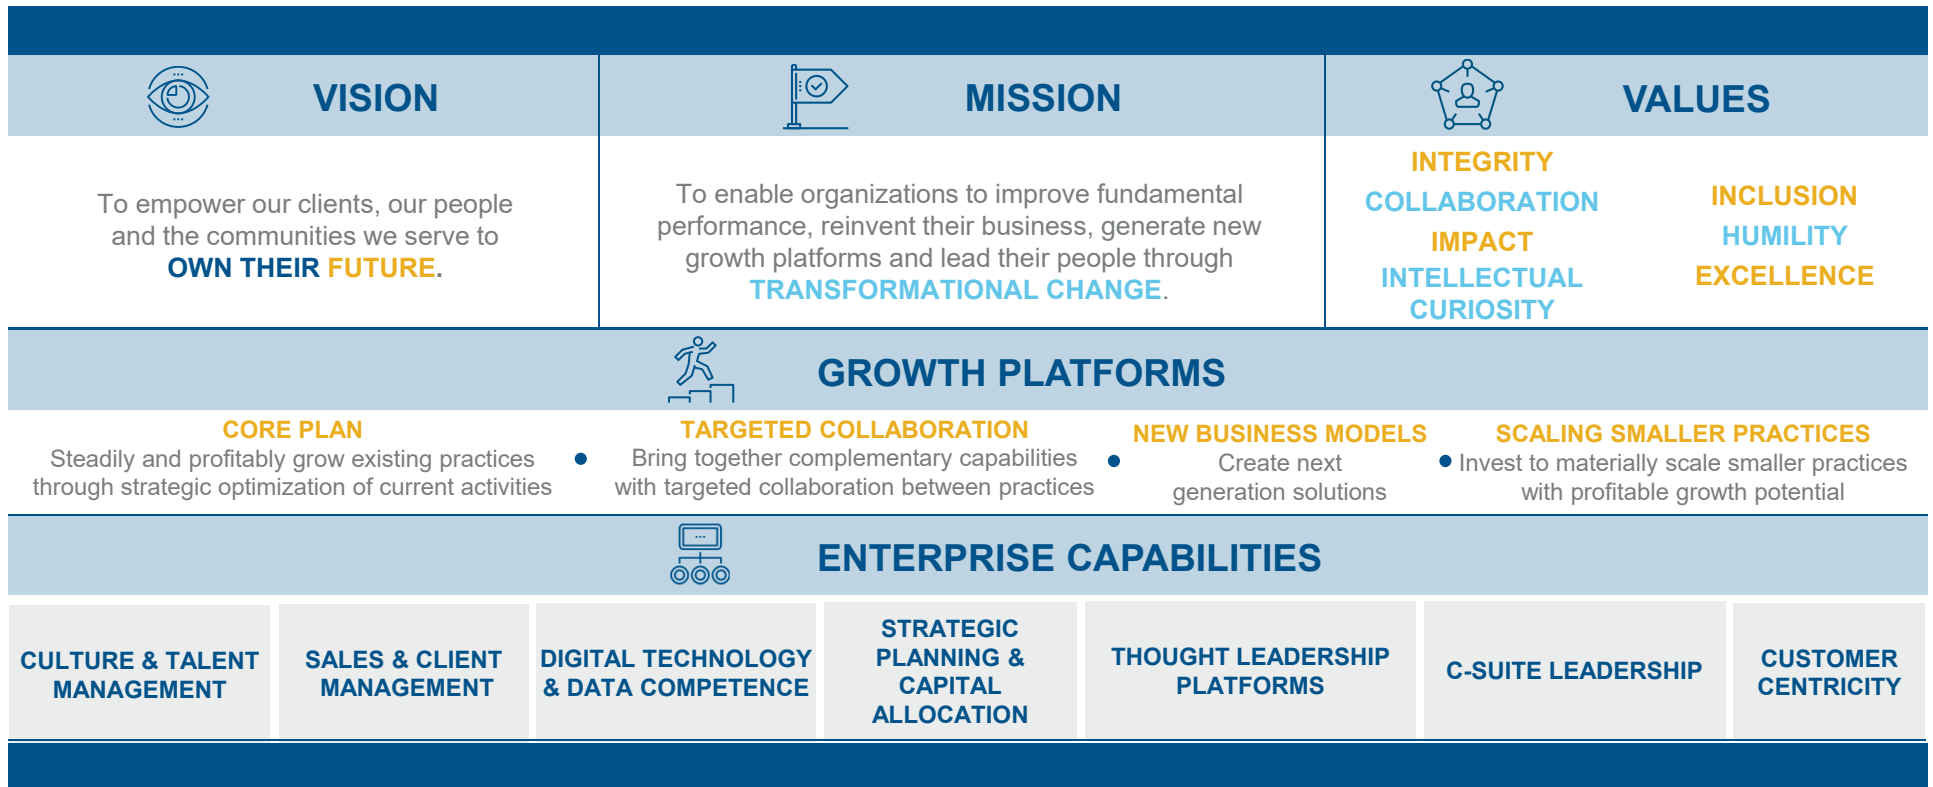 VISION
To empower our clients, our people
and the communities we serve to
OWN THEIR FUTURE.
MISSION
To enable organizations to improve fundamental
performance, reinvent their business, generate new
growth platforms and lead their people through
TRANSFORMATIONAL CHANGE.
VALUES
INTEGRITY
COLLABORATION
IMPACT
INTELLECTUAL
CURIOSITY
INCLUSION
HUMILITY
EXCELLENCE
GROWTH PLATFORMS
CORE PLAN
Steadily and profitably grow existing practices
through strategic optimization of current activities
TARGETED COLLABORATION
Bring together complementary capabilities
with targeted collaboration between practices
NEW BUSINESS MODELS
Create next
generation solutions
SCALING SMALLER PRACTICES
Invest to materially scale smaller practices
with profitable growth potential
ENTERPRISE CAPABILITIES
CULTURE & TALENT
MANAGEMENT
SALES & CLIENT
MANAGEMENT
DIGITAL TECHNOLOGY
& DATA COMPETENCE
STRATEGIC
PLANNING &
CAPITAL
ALLOCATION
THOUGHT LEADERSHIP
PLATFORMS
C-SUITE LEADERSHIP
CUSTOMER
CENTRICITY